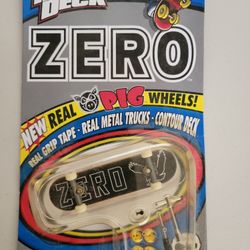 DECK
ZERO
NEW REAL PIG WHEELS!
REAL GRIP TAPE · REAL METAL TRUCKS · CONTOUR DECK
ZERO